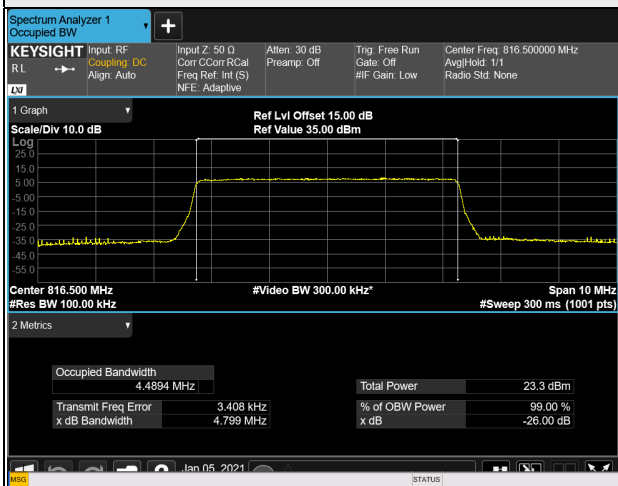 Spectrum Analyzer 1
Occupied BW
KEYSIGHT
Input: RF
Input Z: 50 Ω
Atten: 30 dB
Trig: Free Run
Center Freq: 816.500000 MHz
R L
Coupling: DC
Corr CCorr RCal
Preamp: Off
Gate: Off
Avg|Hold: 1/1
Align: Auto
Freq Ref: Int (S)
#IF Gain: Low
Radio Std: None
LXI
NFE: Adaptive
1 Graph
Ref Lvl Offset 15.00 dB
Scale/Div 10.0 dB
Ref Value 35.00 dBm
Log
25.0
15.0
5.00
-5.00
-15.0
-25.0
-35.0
-45.0
-55.0
Center 816.500 MHz
#Video BW 300.00 kHz*
Span 10 MHz
#Res BW 100.00 kHz
#Sweep 300 ms (1001 pts)
2 Metrics
Occupied Bandwidth
4.4894 MHz
Total Power
23.3 dBm
Transmit Freq Error
3.408 kHz
% of OBW Power
99.00 %
x dB Bandwidth
4.799 MHz
x dB
-26.00 dB
Jan 05, 2021
MSG
STATUS